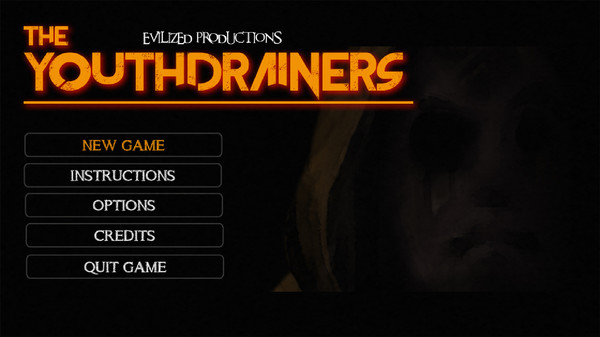 THE
EVILIZED PRODUCTIONS
YOUTHDRAINERS
NEW GAME
INSTRUCTIONS
OPTIONS
CREDITS
QUIT GAME